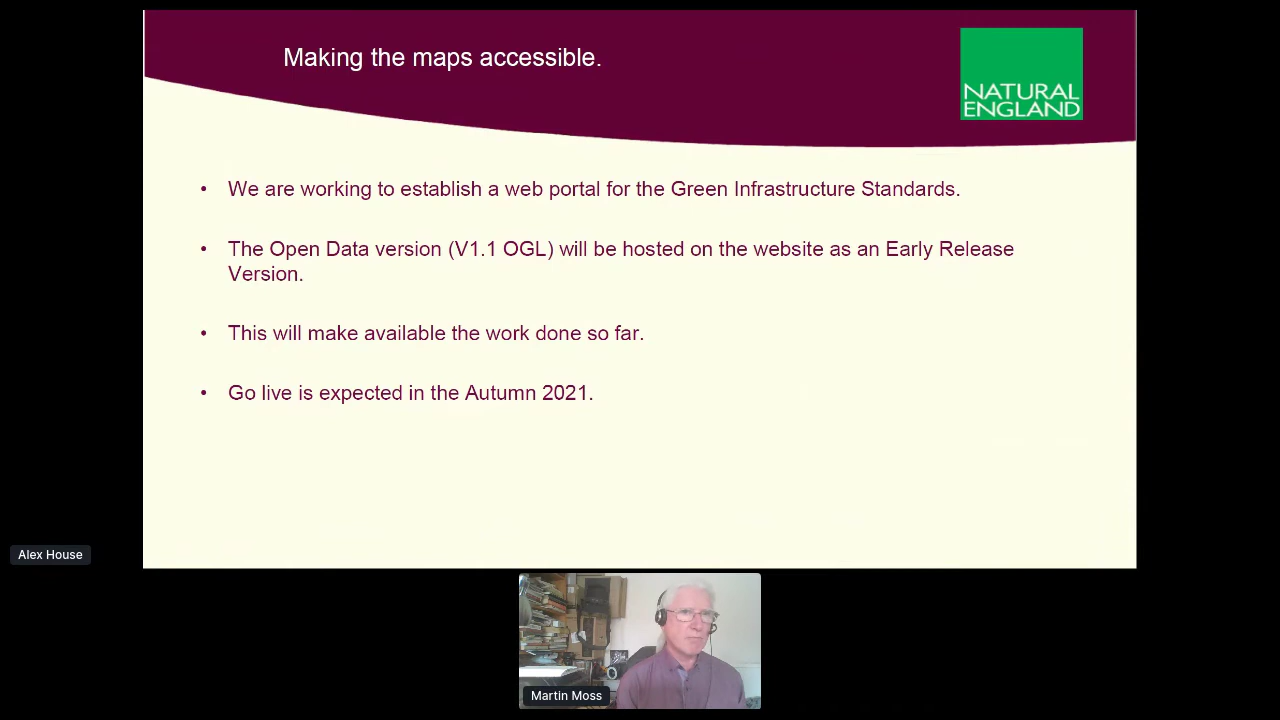 Making the maps accessible.
NATURAL
ENGLAND
• We are working to establish a web portal for the Green Infrastructure Standards.
• The Open Data version (V1.1 OGL) will be hosted on the website as an Early Release
Version.
• This will make available the work done so far.
• Go live is expected in the Autumn 2021.
Alex House
Martin Moss